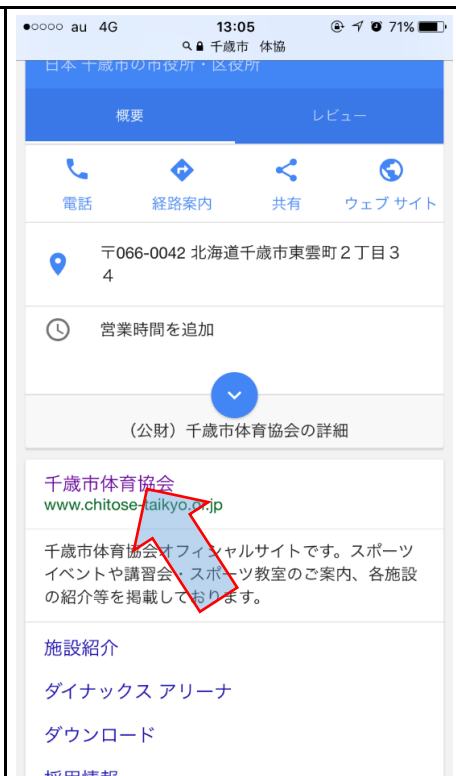 au 4G 13:05 71%
千歳市 体協
日本 千歳市の市役所・区役所
概要 レビュー
電話 経路案内 共有 ウェブ サイト
〒066-0042 北海道千歳市東雲町２丁目３
４
営業時間を追加
（公財）千歳市体育協会の詳細
千歳市体育協会
www.chitose-taikyo.or.jp
千歳市体育協会オフィシャルサイトです。スポーツ
イベントや講習会・スポーツ教室のご案内、各施設
の紹介等を掲載しております。
施設紹介
ダイナックス アリーナ
ダウンロード
採用情報